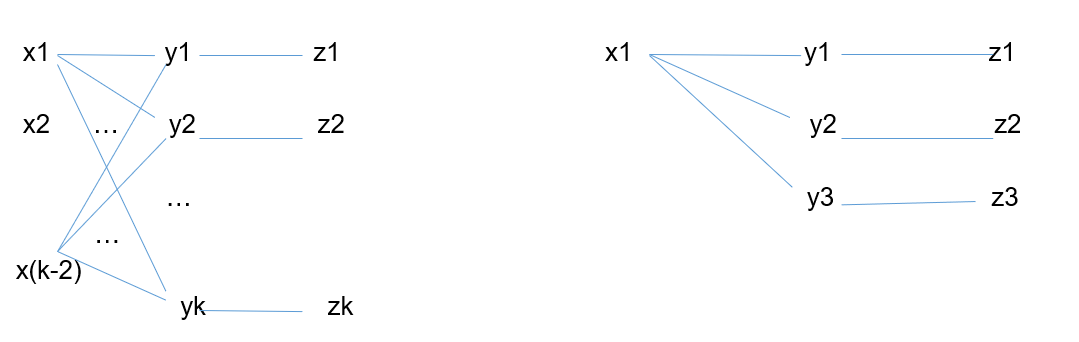 x1 y1 z1 x1 y1 z1
x2 ... y2 z2 y2 z2
... y3 z3
...
x(k-2)
yk zk